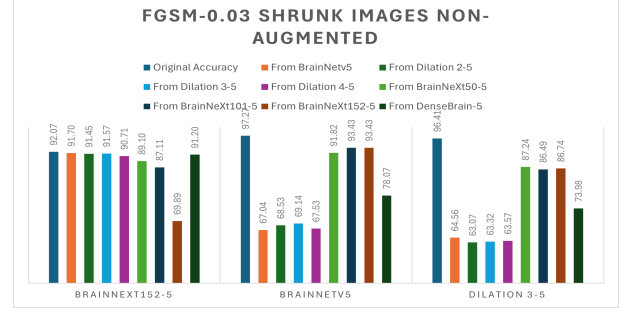 FGSM-0.03 SHRUNK IMAGES NON-
AUGMENTED
Original Accuracy From BrainNetv5 From Dilation 2-5
From Dilation 3-5 From Dilation 4-5 From BrainNeXt50-5
From BrainNeXt101-5 From BrainNeXt152-5 From DenseBrain-5
92.07 91.70 91.45 91.57 90.71 89.10 87.11 69.89 91.20
97.27 67.04 68.53 69.14 67.53 91.82 93.43 93.43 78.07
96.41 64.56 63.07 63.32 63.57 87.24 86.49 86.74 73.98
BRAINNEXT152-5 BRAINNETV5 DILATION 3-5